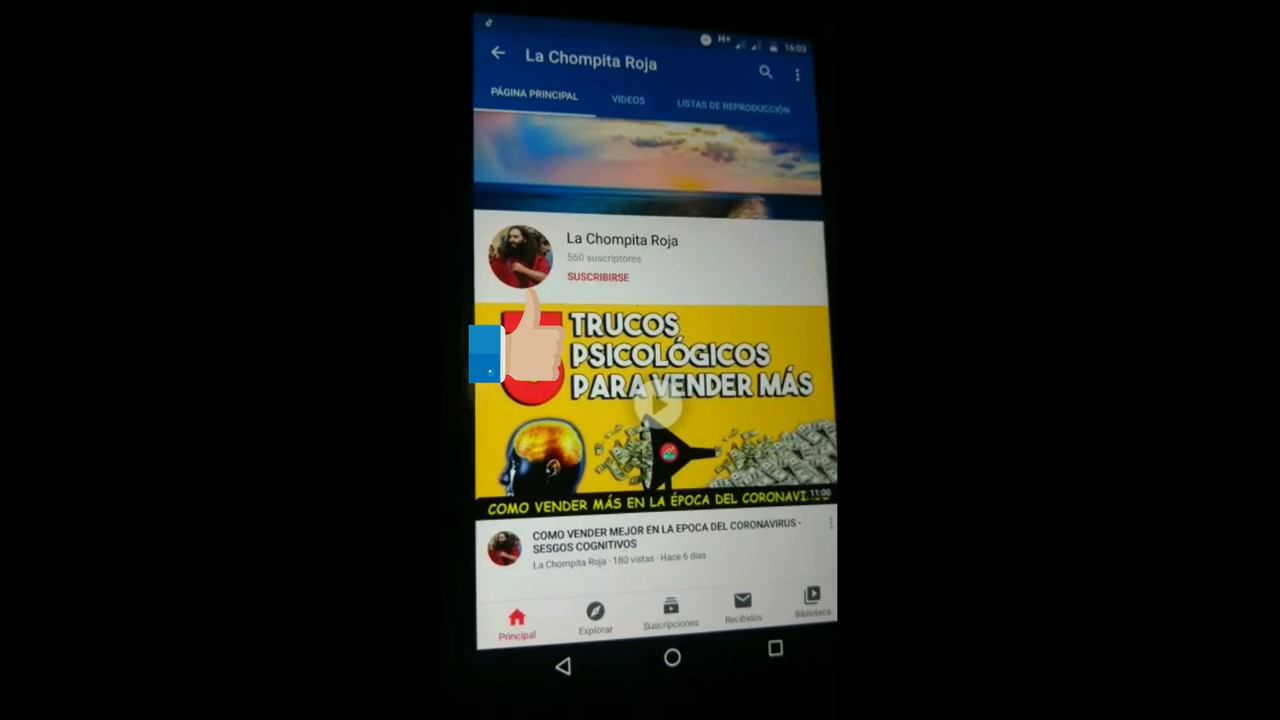 H+ 16:03
La Chompita Roja
PÁGINA PRINCIPAL VIDEOS LISTAS DE REPRODUCCIÓN
La Chompita Roja
560 suscriptores
SUSCRIBIRSE
TRUCOS
PSICOLÓGICOS
PARA VENDER MÁS
COMO VENDER MÁS EN LA ÉPOCA DEL
11:00
COMO VENDER MEJOR EN LA EPOCA DEL CORONAVIRUS -
SESGOS COGNITIVOS
La Chompita Roja · 180 vistas · Hace 6 días
Principal Explorar Suscripciones Recibidos Biblioteca